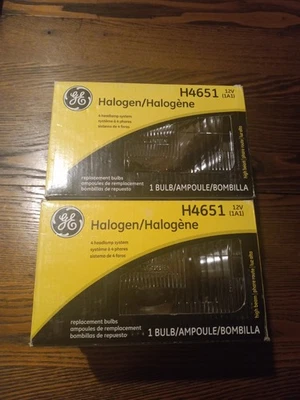 GE
Halogen/Halogène
H4651 12V
(1A1)
4 headlamp system
système à 4 phares
sistema de 4 faros
replacement bulbs
ampoules de remplacement
bombillas de repuesto
1 BULB/AMPOULE/BOMBILLA
GE
Halogen/Halogène
H4651 12V
(1A1)
4 headlamp system
système à 4 phares
sistema de 4 faros
replacement bulbs
ampoules de remplacement
bombillas de repuesto
1 BULB/AMPOULE/BOMBILLA